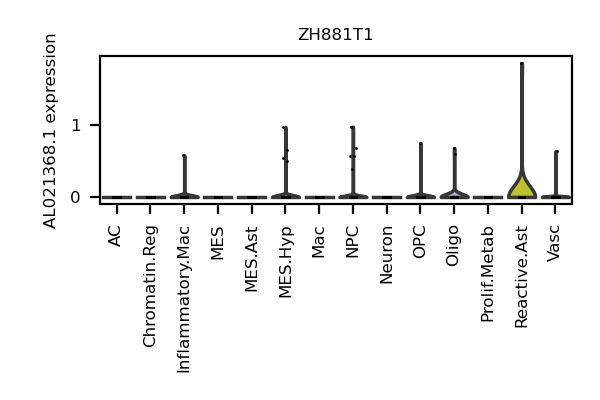 ZH881T1
AL021368.1 expression
1
0
AC
Chromatin.Reg
Inflammatory.Mac
MES
MES.Ast
MES.Hyp
Mac
NPC
Neuron
OPC
Oligo
Prolif.Metab
Reactive.Ast
Vasc